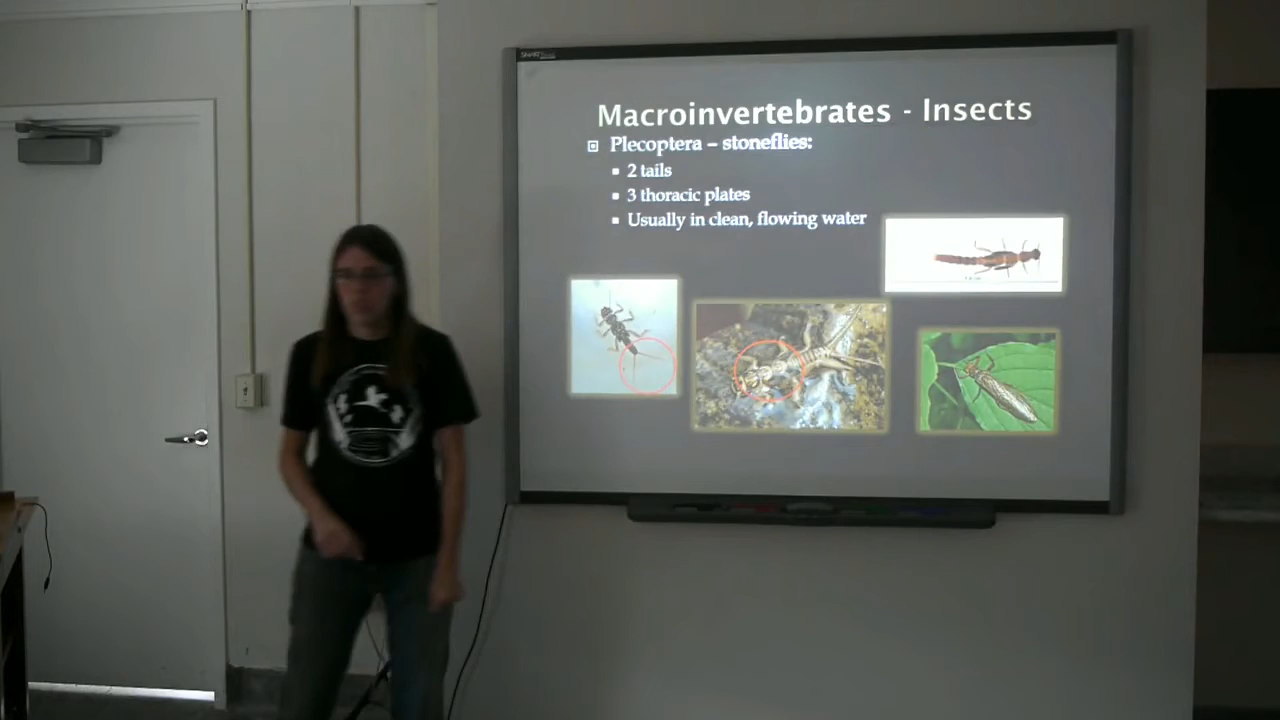 Macroinvertebrates - Insects
Plecoptera – stoneflies:
2 tails
3 thoracic plates
Usually in clean, flowing water